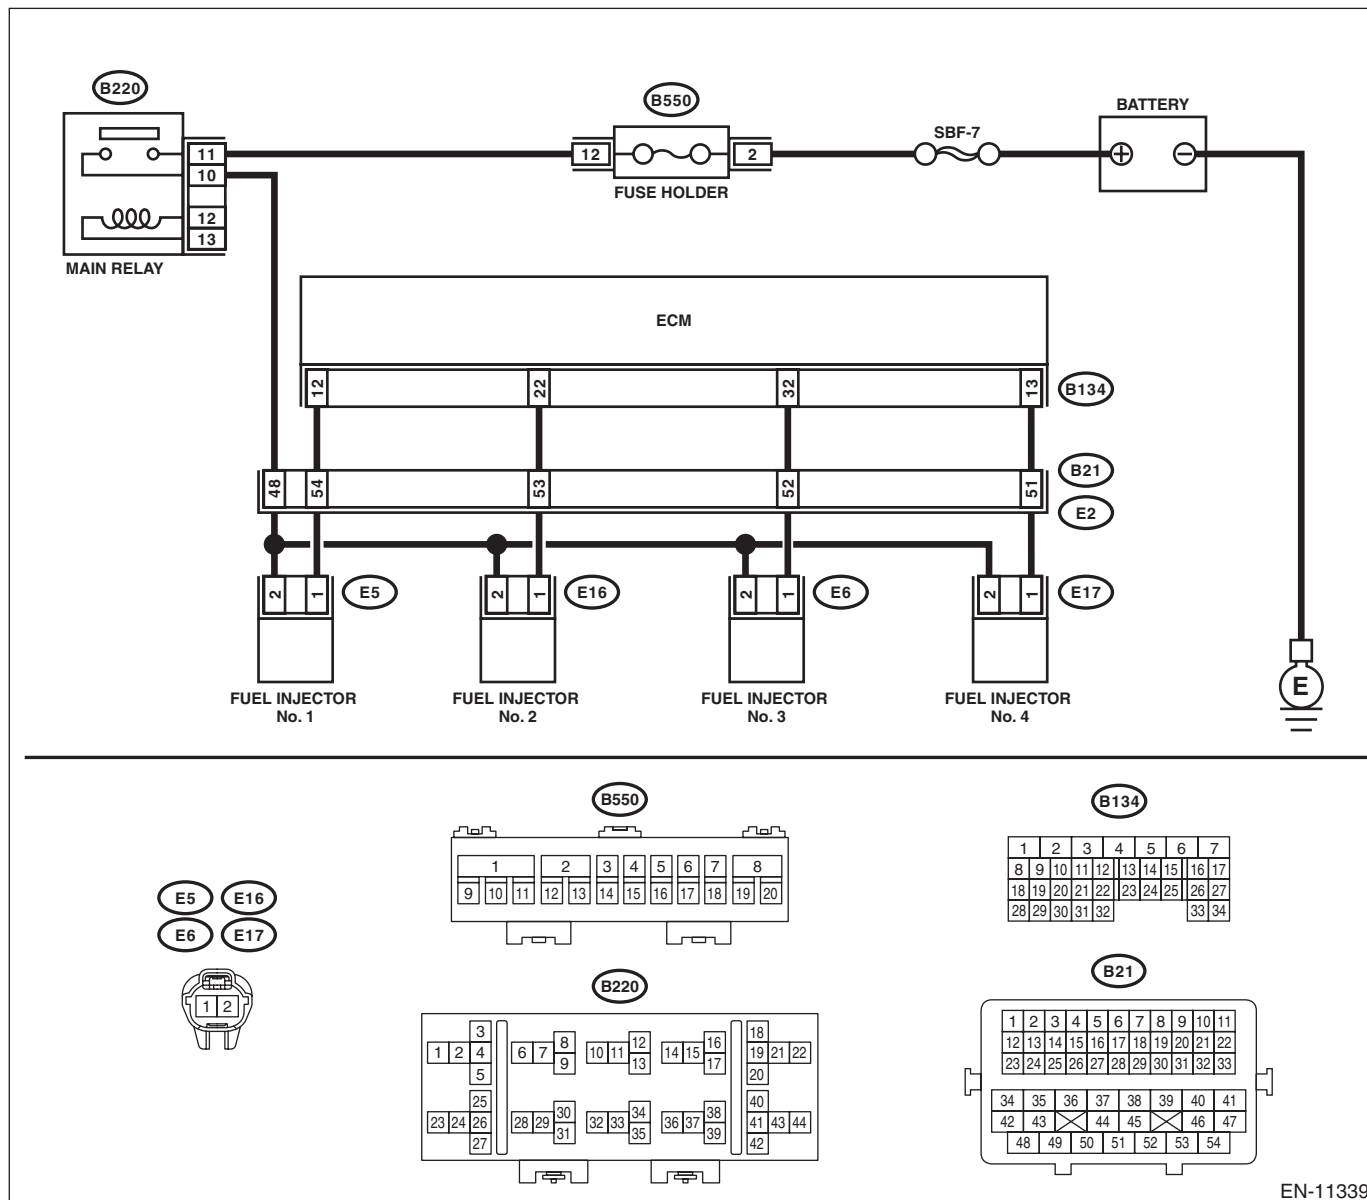 B220
B550
BATTERY
SBF-7
11
12
2
10
12
13
FUSE HOLDER
MAIN RELAY
ECM
12
22
32
13
B134
48
54
53
52
51
B21
E2
2
1
E5
2
1
E16
2
1
E6
2
1
E17
E
FUEL INJECTOR
No. 1
FUEL INJECTOR
No. 2
FUEL INJECTOR
No. 3
FUEL INJECTOR
No. 4
B550
1 2 3 4 5 6 7 8
9 10 11 12 13 14 15 16 17 18 19 20
B134
1 2 3 4 5 6 7
8 9 10 11 12 13 14 15 16 17
18 19 20 21 22 23 24 25 26 27
28 29 30 31 32 33 34
E5 E16
E6 E17
1 2
B220
3 8 12 16 18
1 2 4 6 7 10 11 14 15 19 21 22
5 9 13 17 20
25 30 34 38 40
23 24 26 28 29 32 33 36 37 41 43 44
27 31 35 39 42
B21
1 2 3 4 5 6 7 8 9 10 11
12 13 14 15 16 17 18 19 20 21 22
23 24 25 26 27 28 29 30 31 32 33
34 35 36 37 38 39 40 41
42 43 44 45 46 47
48 49 50 51 52 53 54
EN-11339